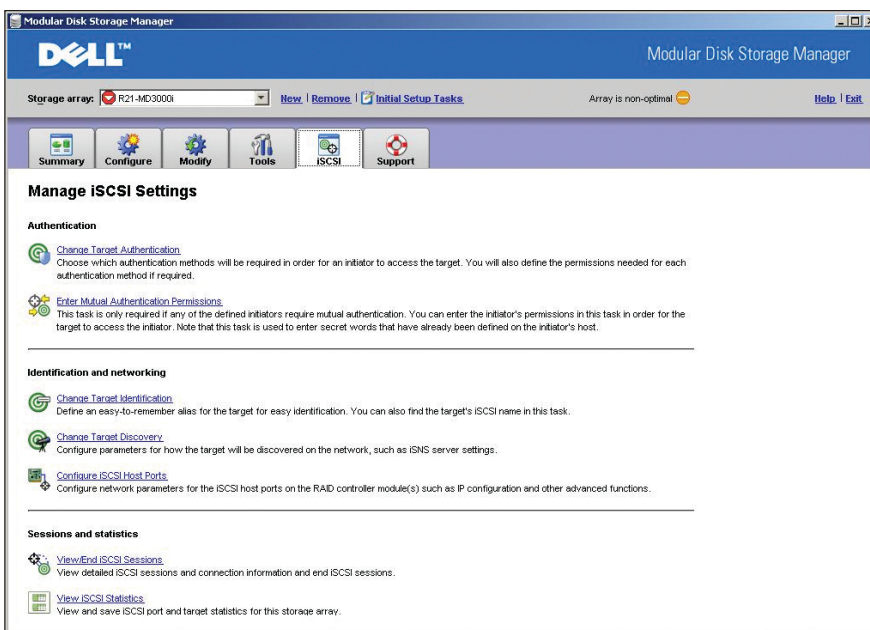 Modular Disk Storage Manager
DELL™
Modular Disk Storage Manager
Storage array: R21-MD3000i New | Remove | Initial Setup Tasks Array is non-optimal Help | Exit
Summary Configure Modify Tools iSCSI Support
Manage iSCSI Settings
Authentication
Change Target Authentication
Choose which authentication methods will be required in order for an initiator to access the target. You will also define the permissions needed for each
authentication method if required.
Enter Mutual Authentication Permissions
This task is only required if any of the defined initiators require mutual authentication. You can enter the initiator's permissions in this task in order for the
target to access the initiator. Note that this task is used to enter secret words that have already been defined on the initiator's host.
Identification and networking
Change Target Identification
Define an easy-to-remember alias for the target for easy identification. You can also find the target's iSCSI name in this task.
Change Target Discovery
Configure parameters for how the target will be discovered on the network, such as iSNS server settings.
Configure iSCSI Host Ports
Configure network parameters for the iSCSI host ports on the RAID controller module(s) such as IP configuration and other advanced functions.
Sessions and statistics
View/End iSCSI Sessions
View detailed iSCSI sessions and connection information and end iSCSI sessions.
View iSCSI Statistics
View and save iSCSI port and target statistics for this storage array.